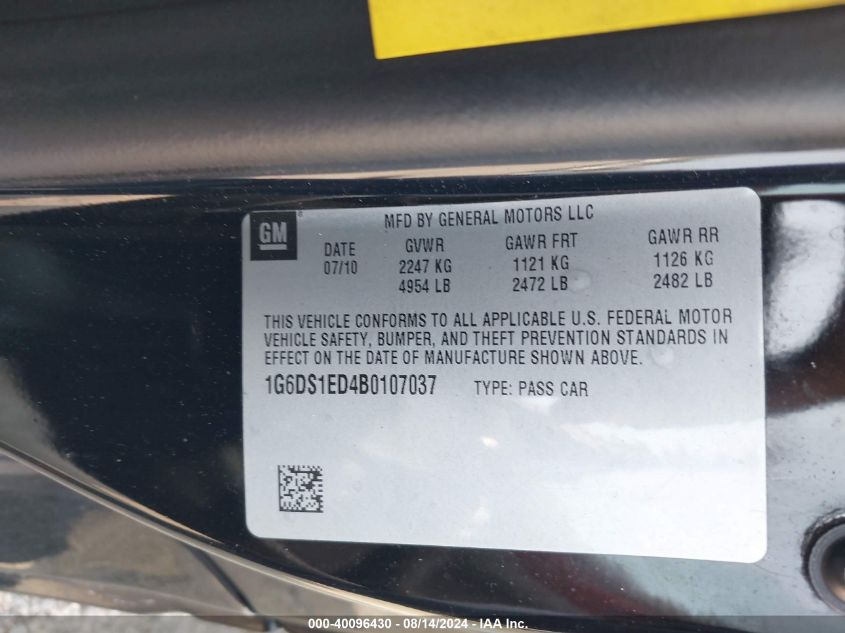 MFD BY GENERAL MOTORS LLC
GM ®
DATE GVWR GAWR FRT GAWR RR
07/10 2247 KG 1121 KG 1126 KG
4954 LB 2472 LB 2482 LB
THIS VEHICLE CONFORMS TO ALL APPLICABLE U.S. FEDERAL MOTOR
VEHICLE SAFETY, BUMPER, AND THEFT PREVENTION STANDARDS IN
EFFECT ON THE DATE OF MANUFACTURE SHOWN ABOVE.
1G6DS1ED4B0107037 TYPE: PASS CAR
000-40096430 - 08/14/2024 - IAA Inc.